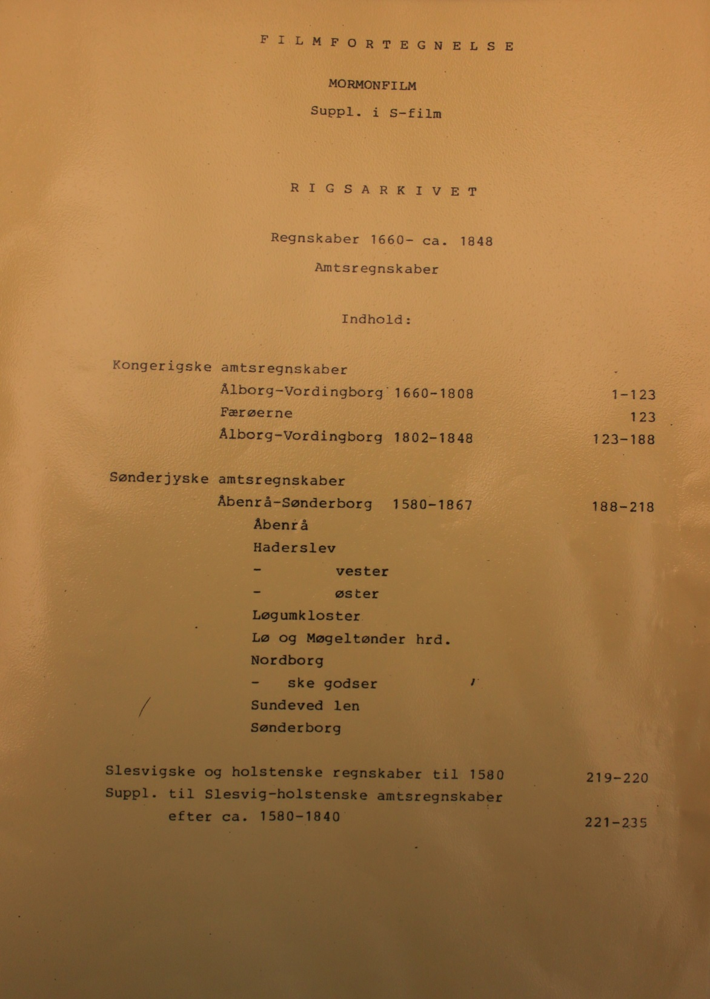 FILMFORTEGNELSE
MORMONFILM
Suppl. i S-film
RIGSARKIVET
Regnskaber 1660- ca. 1848
Amtsregnskaber
Indhold:
Kongerigske amtsregnskaber
Ålborg-Vordingborg 1660-1808 1-123
Færøerne 123
Ålborg-Vordingborg 1802-1848 123-188
Sønderjyske amtsregnskaber
Åbenrå-Sønderborg 1580-1867 188-218
Åbenrå
Haderslev
- vester
- øster
Løgumkloster
Lø og Møgeltønder hrd.
Nordborg
- ske godser
Sundeved len
Sønderborg
Slesvigske og holstenske regnskaber til 1580 219-220
Suppl. til Slesvig-holstenske amtsregnskaber
efter ca. 1580-1840 221-235